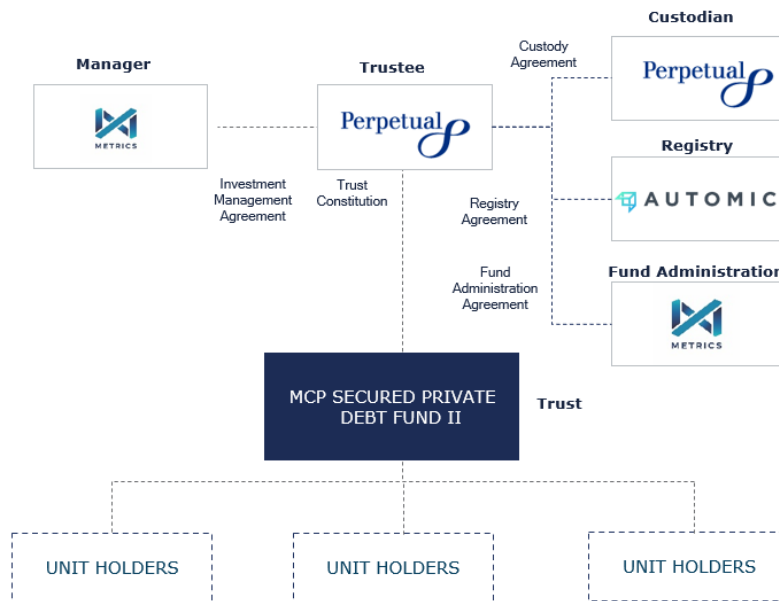 Custodian
Custody
Agreement
Perpetual
Manager
METRICS
Trustee
Perpetual
Registry
AUTOMIC
Investment
Management
Agreement
Trust
Constitution
Registry
Agreement
Fund
Administration
Agreement
Fund Administration
METRICS
MCP SECURED PRIVATE
DEBT FUND II
Trust
UNIT HOLDERS
UNIT HOLDERS
UNIT HOLDERS